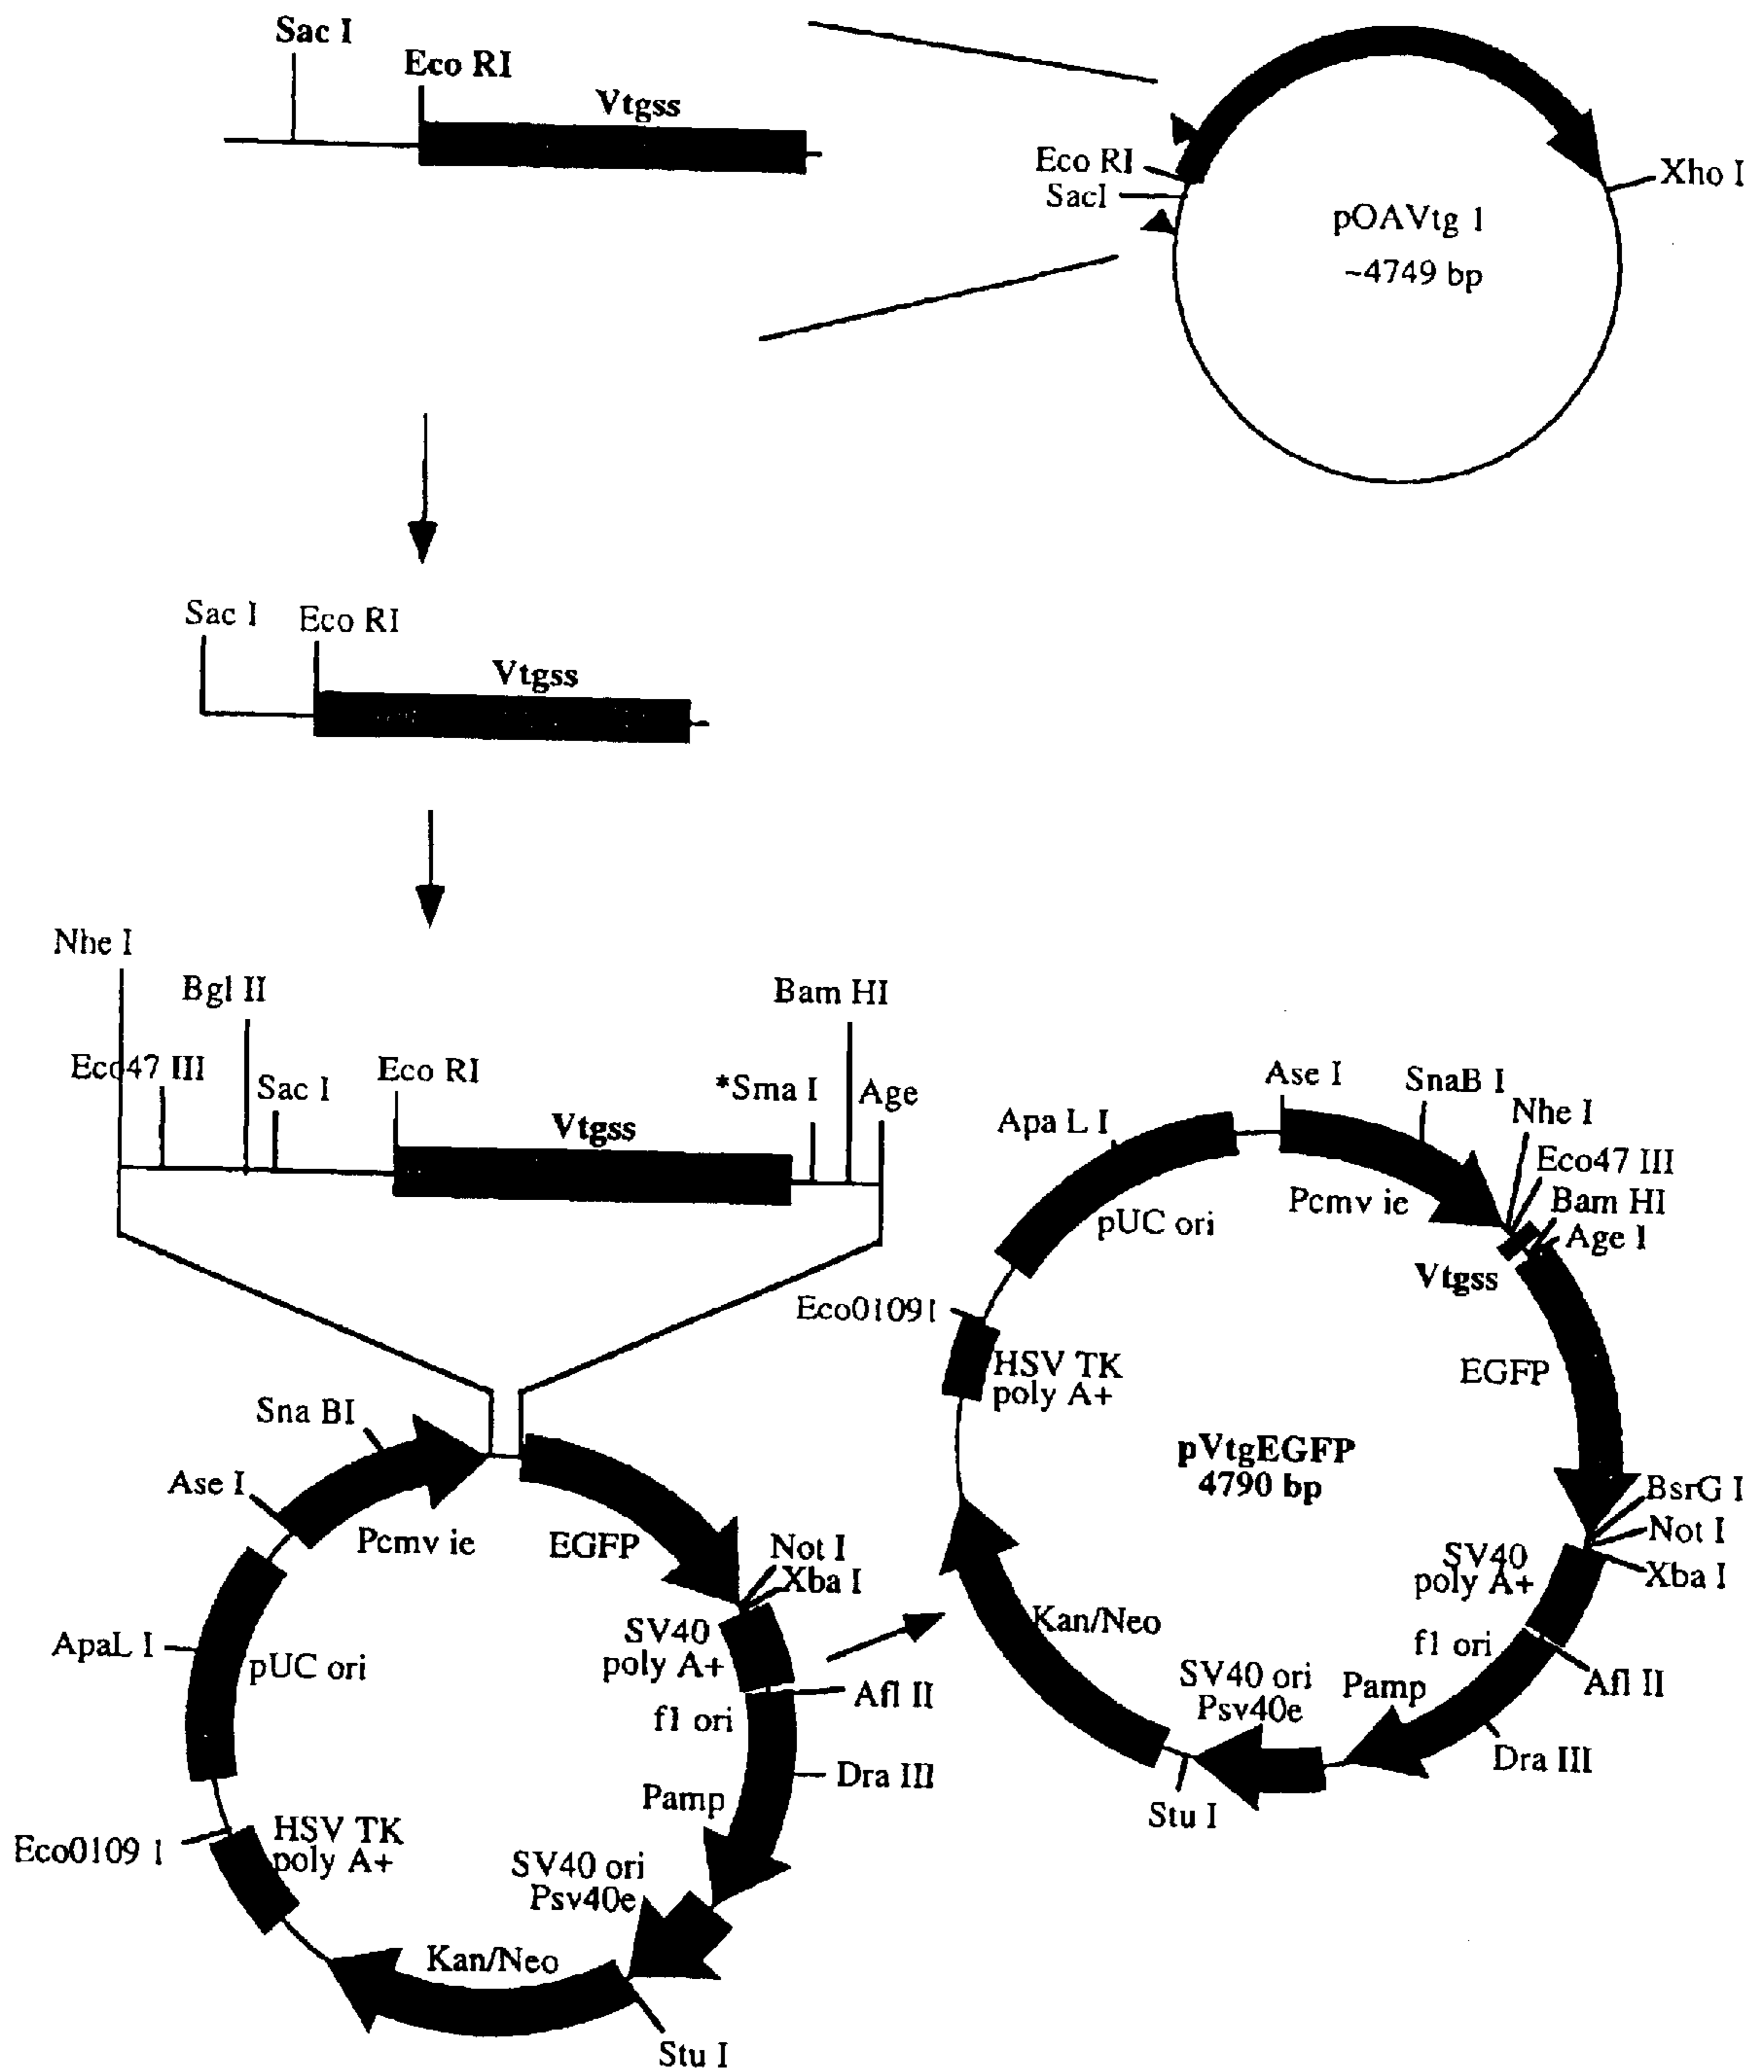 Sac I
Eco RI
Vtgss
Eco RI
SacI
Xho I
pOAVtg 1
~4749 bp
Sac I
Eco RI
Vtgss
Nhe I
Bgl II
Bam HI
Eco47 III
Sac I
Eco RI
*Sma I
Age
Vtgss
Sna BI
Ase I
Pcmv ie
EGFP
Not I
Xba I
ApaL I
pUC ori
SV40
poly A+
Afl II
f1 ori
Dra III
Pamp
Eco0109 I
HSV TK
poly A+
SV40 ori
Psv40e
Kan/Neo
Stu I
Ase I
SnaB I
Apa L I
Nhe I
Eco47 III
Bam HI
Age I
Pcmv ie
pUC ori
Vtgss
Eco0109I
HSV TK
poly A+
EGFP
pVtgEGFP
4790 bp
BsrG I
Not I
Xba I
SV40
poly A+
Kan/Neo
f1 ori
Afl II
SV40 ori
Psv40e
Pamp
Dra III
Stu I